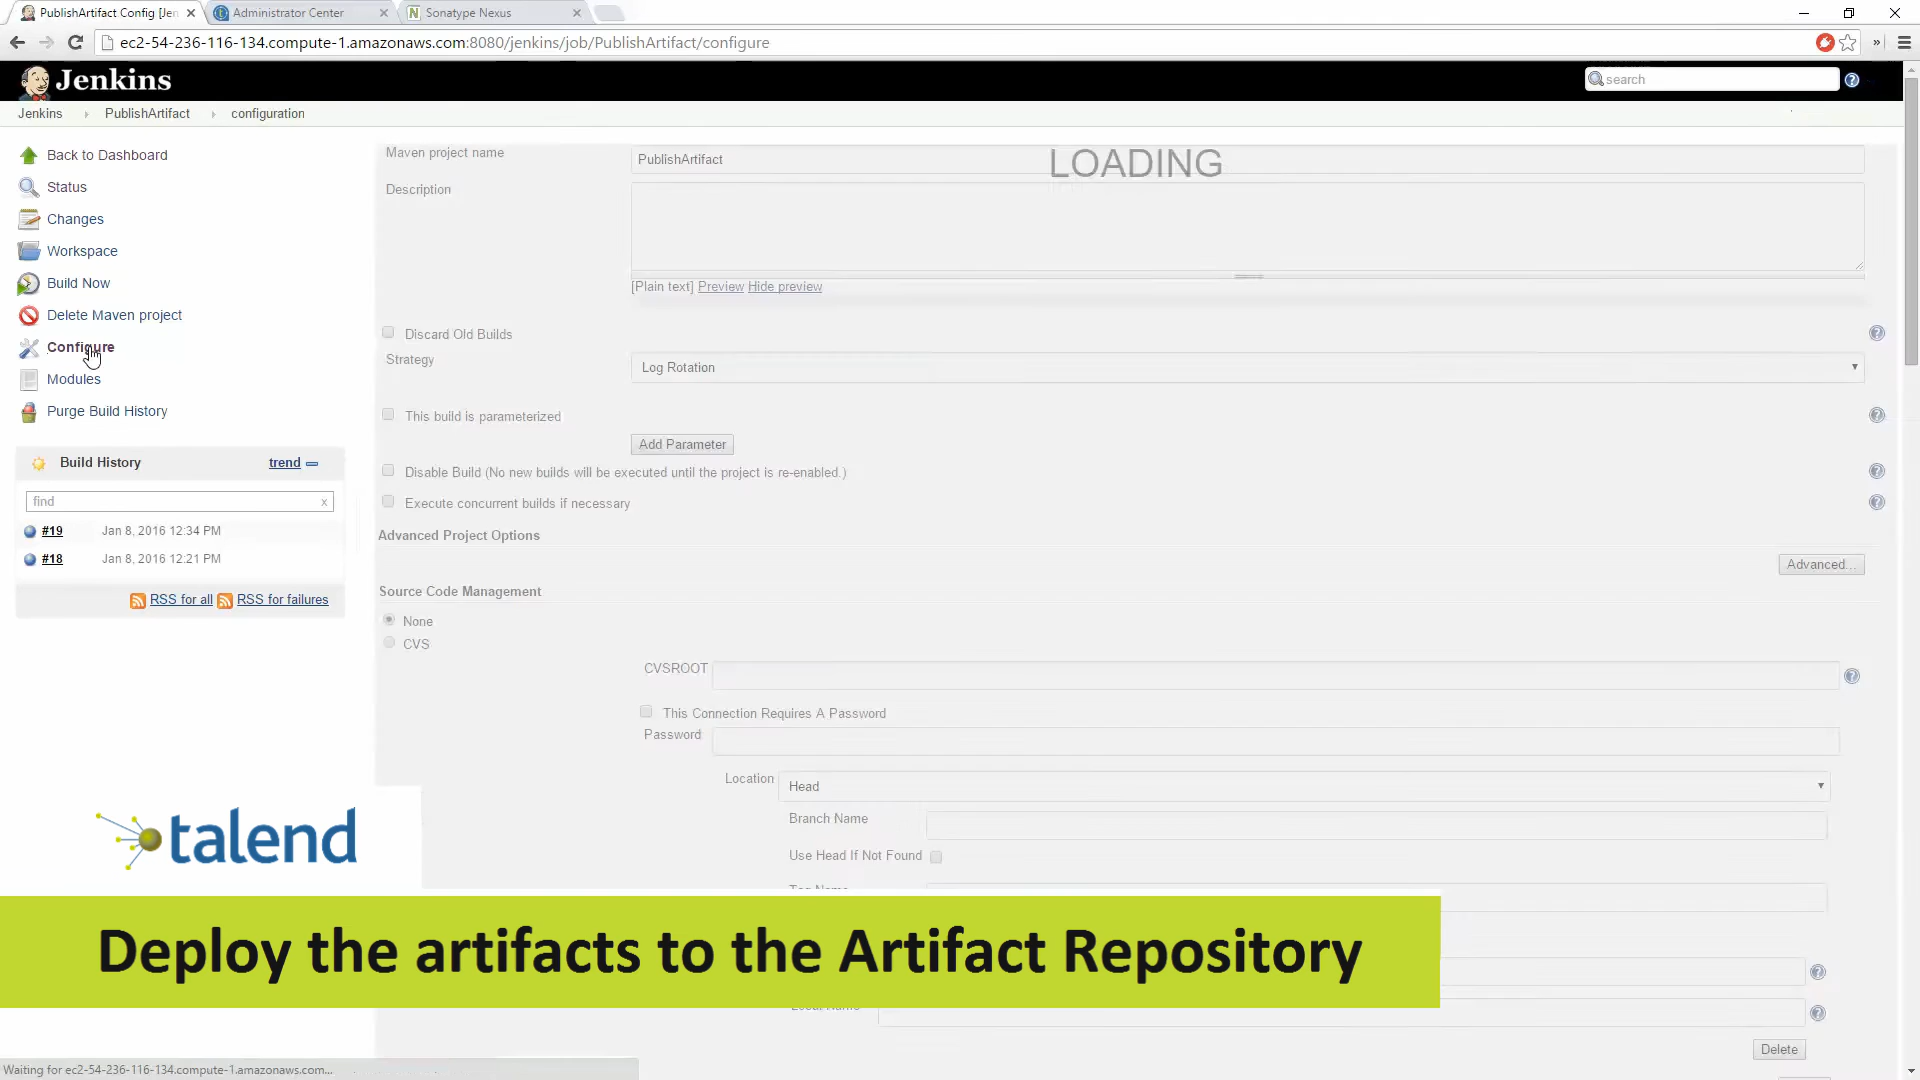 PublishArtifact Config [Jen
Administrator Center
Sonatype Nexus
ec2-54-236-116-134.compute-1.amazonaws.com:8080/jenkins/job/PublishArtifact/configure
Jenkins
search
Jenkins
PublishArtifact
configuration
Back to Dashboard
Status
Changes
Workspace
Build Now
Delete Maven project
Configure
Modules
Purge Build History
Build History
trend
find
x
#19 Jan 8, 2016 12:34 PM
#18 Jan 8, 2016 12:21 PM
RSS for all RSS for failures
LOADING
Maven project name
PublishArtifact
Description
[Plain text] Preview Hide preview
Discard Old Builds
Strategy
Log Rotation
This build is parameterized
Add Parameter
Disable Build (No new builds will be executed until the project is re-enabled.)
Execute concurrent builds if necessary
Advanced Project Options
Advanced...
Source Code Management
None
CVS
CVSROOT
This Connection Requires A Password
Password
Location
Head
Branch Name
Use Head If Not Found
Delete
talend
Deploy the artifacts to the Artifact Repository
Waiting for ec2-54-236-116-134.compute-1.amazonaws.com...